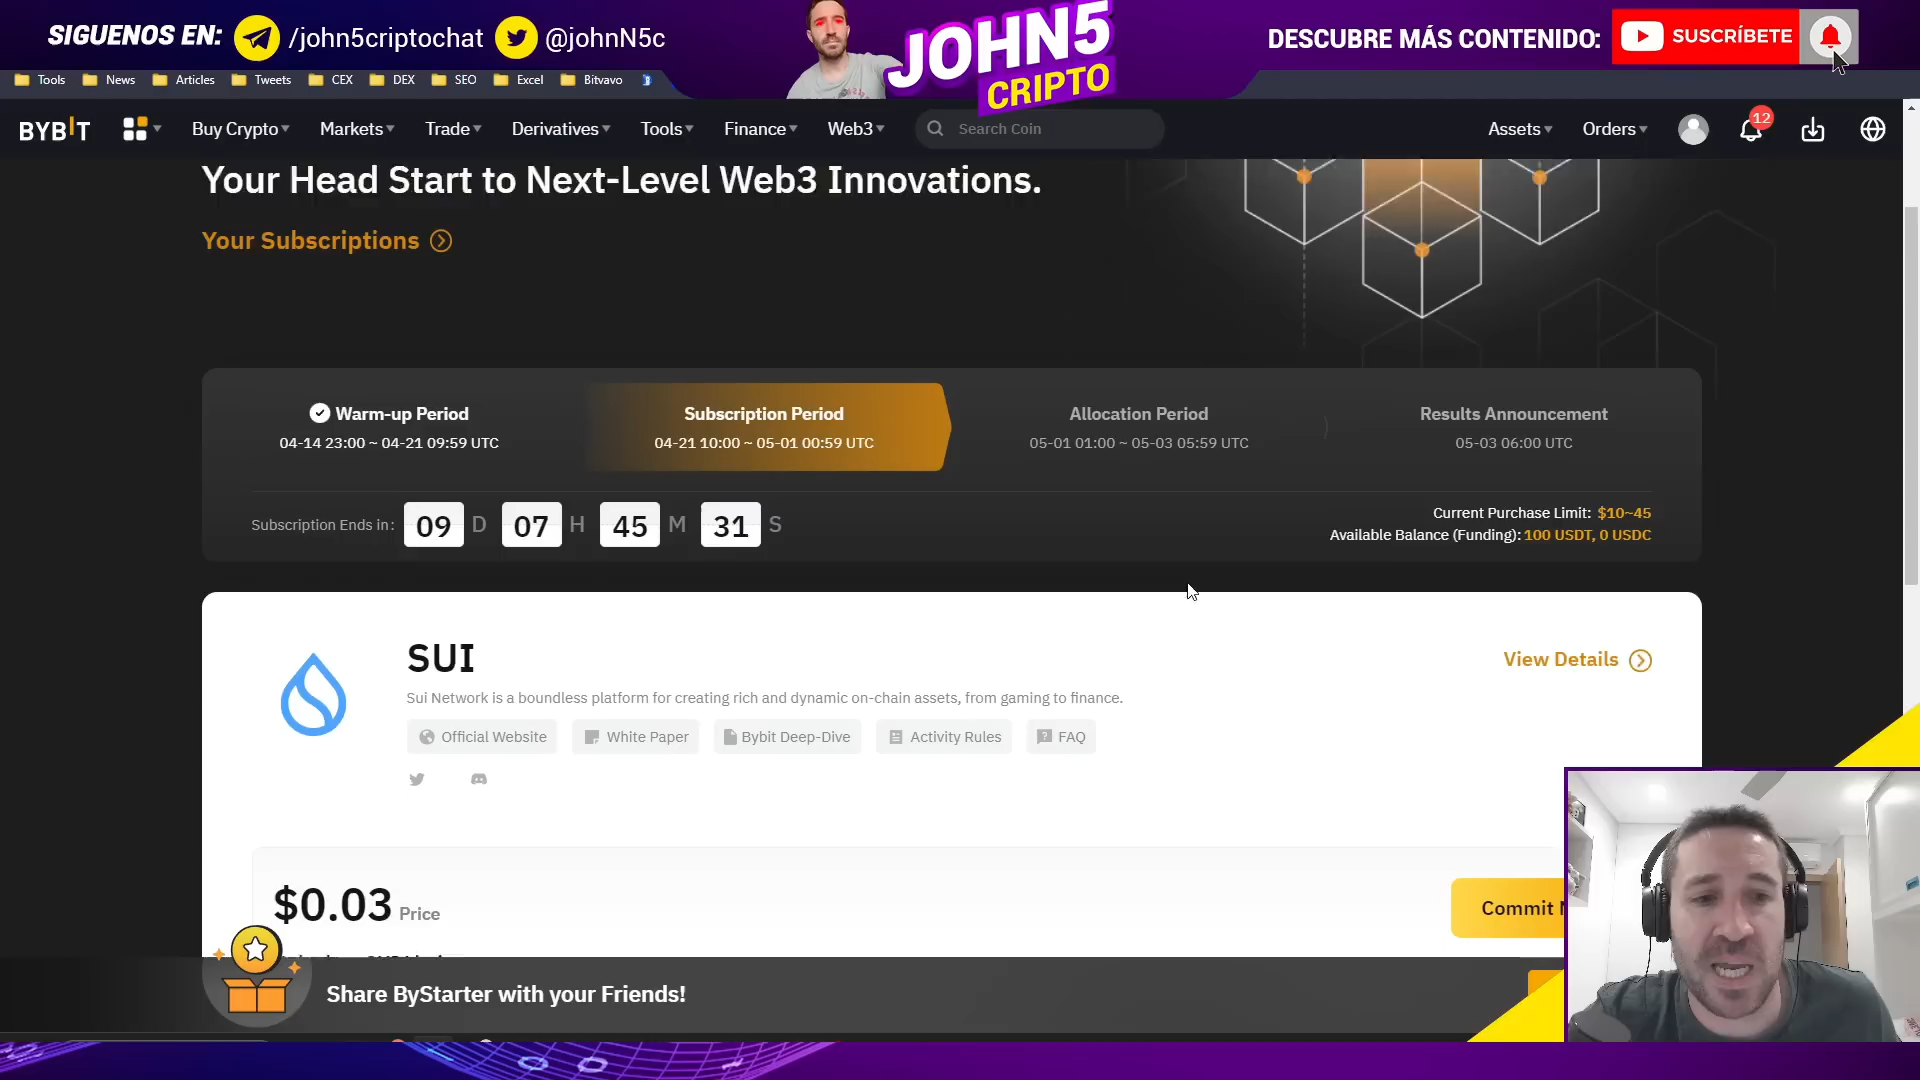 SIGUENOS EN: /john5criptochat @johnN5c
JOHN5
CRIPTO
DESCUBRE MÁS CONTENIDO: SUSCRÍBETE
Tools News Articles Tweets CEX DEX SEO Excel Bitvavo
BYBIT Buy Crypto Markets Trade Derivatives Tools Finance Web3 Search Coin Assets Orders 12
Your Head Start to Next-Level Web3 Innovations.
Your Subscriptions
Warm-up Period
04-14 23:00 ~ 04-21 09:59 UTC
Subscription Period
04-21 10:00 ~ 05-01 00:59 UTC
Allocation Period
05-01 01:00 ~ 05-03 05:59 UTC
Results Announcement
05-03 06:00 UTC
Subscription Ends in: 09 D 07 H 45 M 31 S
Current Purchase Limit: $10~45
Available Balance (Funding): 100 USDT, 0 USDC
SUI
View Details
Sui Network is a boundless platform for creating rich and dynamic on-chain assets, from gaming to finance.
Official Website White Paper Bybit Deep-Dive Activity Rules FAQ
$0.03 Price
Commit
Share ByStarter with your Friends!